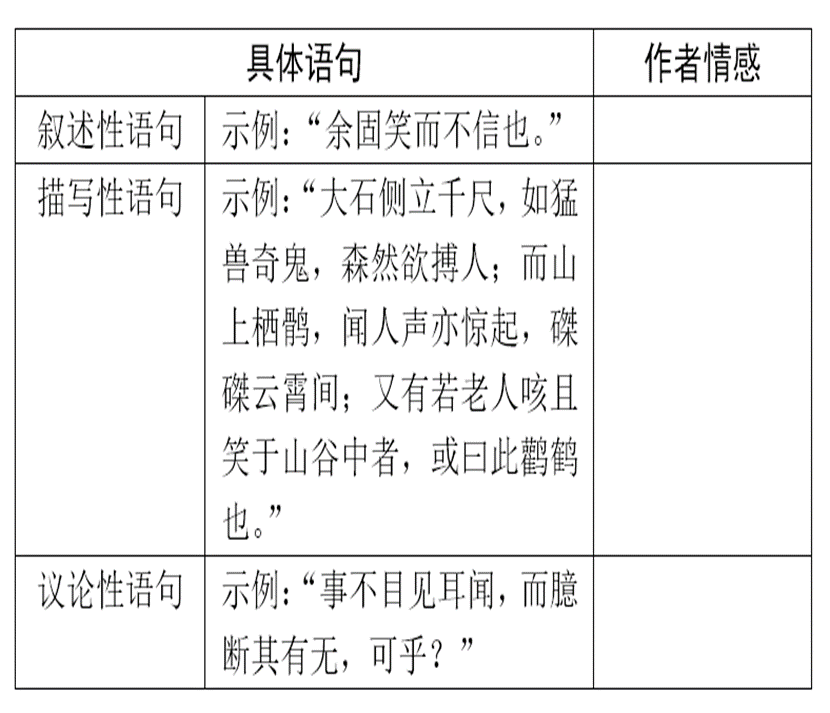 具体语句 作者情感
叙述性语句 示例：“余固笑而不信也。”
描写性语句 示例：“大石侧立千尺，如猛
兽奇鬼，森然欲搏人；而山
上栖鹘，闻人声亦惊起，磔
磔云霄间；又有若老人咳且
笑于山谷中者，或曰此鹳鹤
也。”
议论性语句 示例：“事不目见耳闻，而臆
断其有无，可乎？”